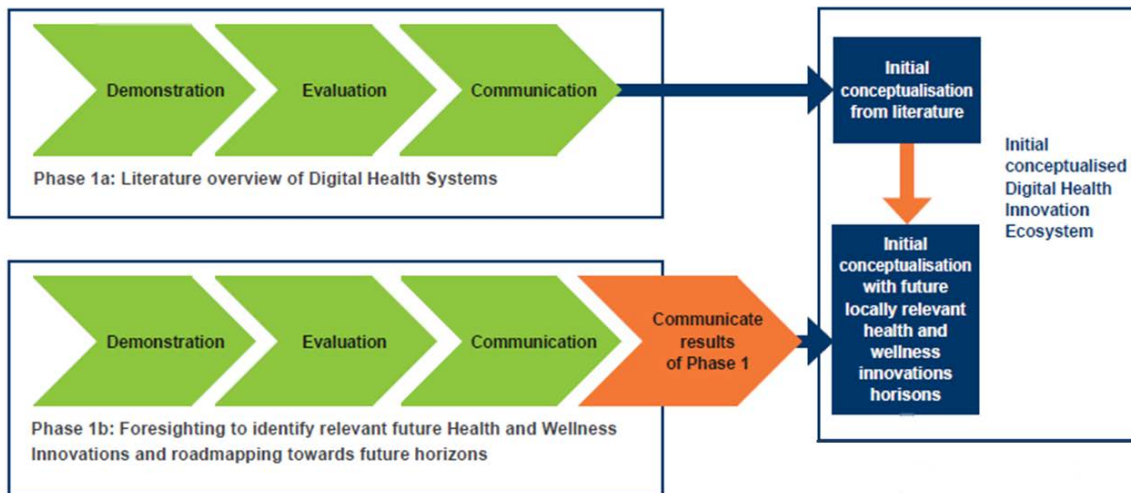 Demonstration
Evaluation
Communication
Phase 1a: Literature overview of Digital Health Systems
Initial
conceptualisation
from literature
Initial
conceptualised
Digital Health
Innovation
Ecosystem
Demonstration
Evaluation
Communication
Communicate
results
of Phase 1
Phase 1b: Foresighting to identify relevant future Health and Wellness
Innovations and roadmapping towards future horizons
Initial
conceptualisation
with future
locally relevant
health and
wellness
innovations
horisons